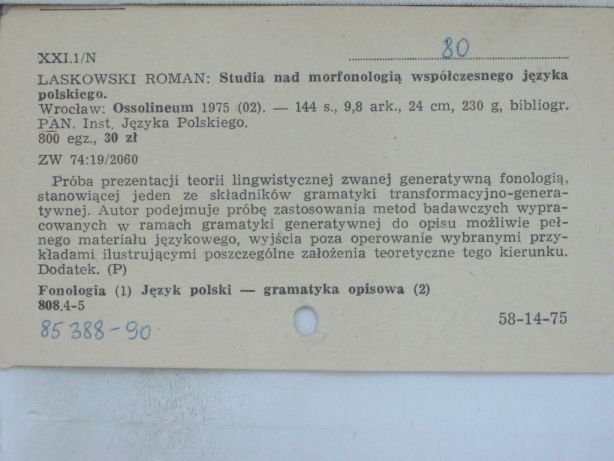 80
XXI.1/N
LASKOWSKI ROMAN: Studia nad morfonologią współczesnego języka
polskiego.
Wrocław: Ossolineum 1975 (02). — 144 s., 9,8 ark., 24 cm, 230 g, bibliogr.
PAN. Inst. Języka Polskiego.
800 egz., 30 zł
ZW 74:19/2060
Próba prezentacji teorii lingwistycznej zwanej generatywną fonologią,
stanowiącej jeden ze składników gramatyki transformacyjno-genera-
tywnej. Autor podejmuje próbę zastosowania metod badawczych wypra-
cowanych w ramach gramatyki generatywnej do opisu możliwie peł-
nego materiału językowego, wyjścia poza operowanie wybranymi przy-
kładami ilustrującymi poszczególne założenia teoretyczne tego kierunku.
Dodatek. (P)
Fonologia (1) Język polski — gramatyka opisowa (2)
808.4-5
58-14-75
85 388-90